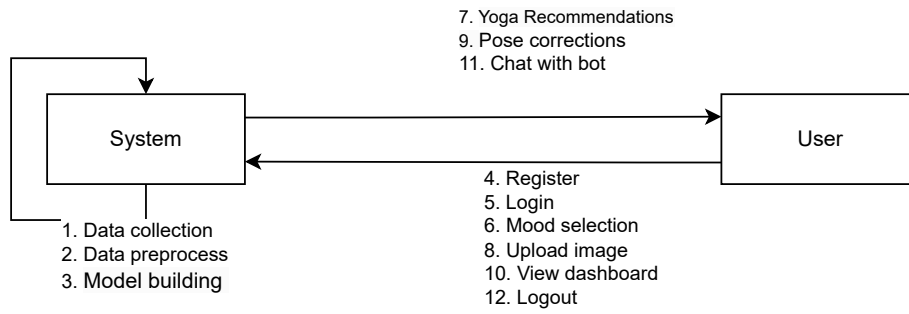 7. Yoga Recommendations
9. Pose corrections
11. Chat with bot
System
User
4. Register
5. Login
6. Mood selection
8. Upload image
10. View dashboard
12. Logout
1. Data collection
2. Data preprocess
3. Model building